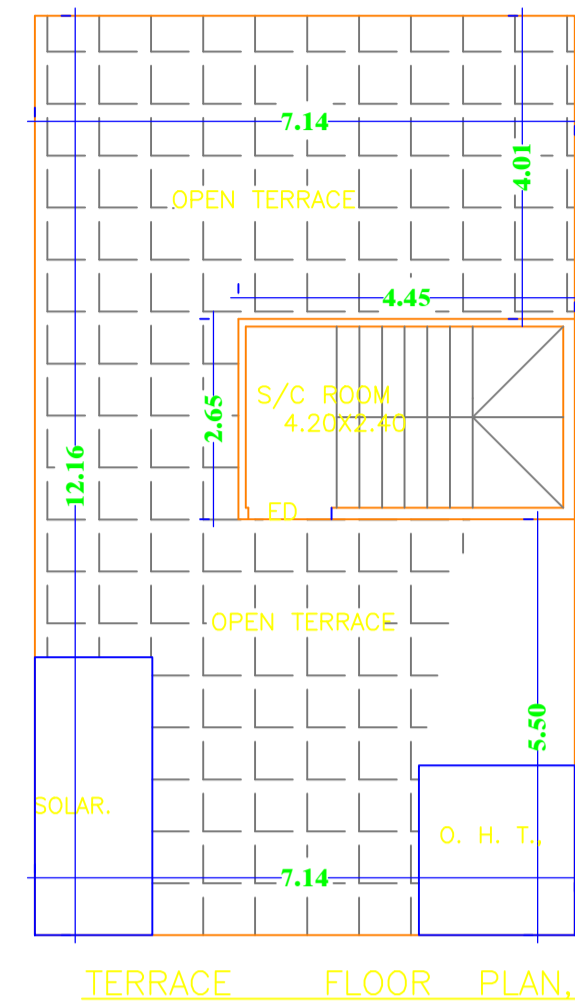 7.14
4.01
OPEN TERRACE
4.45
S/C ROOM
4.20X2.40
2.65
12.16
ED
OPEN TERRACE
5.50
SOLAR.
O. H. T.,
7.14
TERRACE FLOOR PLAN,